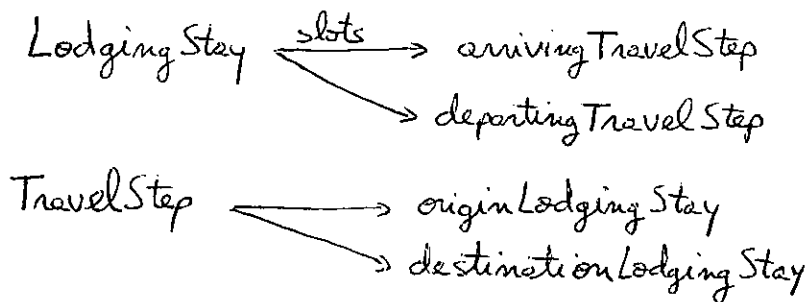 LodgingStay slots arrivingTravelStep
departingTravelStep
TravelStep originLodgingStay
destinationLodgingStay